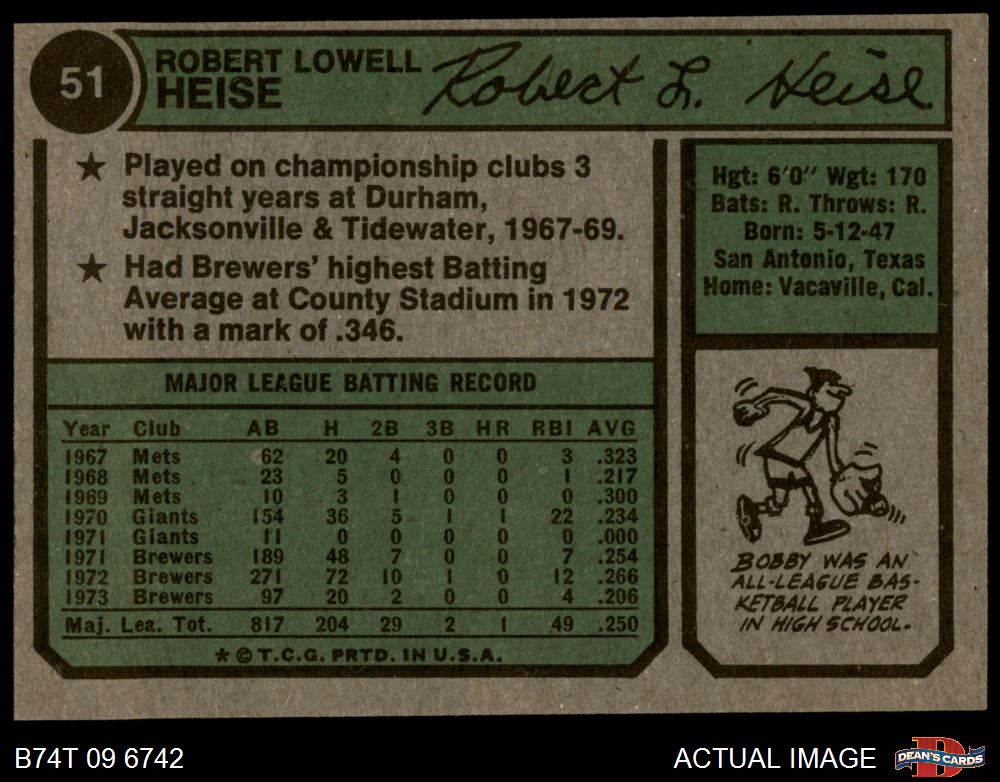 51
ROBERT LOWELL
HEISE
Robert L. Heise
★ Played on championship clubs 3
straight years at Durham,
Jacksonville & Tidewater, 1967-69.
★ Had Brewers' highest Batting
Average at County Stadium in 1972
with a mark of .346.
Hgt: 6'0" Wgt: 170
Bats: R. Throws: R.
Born: 5-12-47
San Antonio, Texas
Home: Vacaville, Cal.
MAJOR LEAGUE BATTING RECORD
Year Club AB H 2B 3B HR RBI AVG
1967 Mets 62 20 4 0 0 3 .323
1968 Mets 23 5 0 0 0 1 .217
1969 Mets 10 3 1 0 0 0 .300
1970 Giants 154 36 5 1 1 22 .234
1971 Giants 11 0 0 0 0 0 .000
1971 Brewers 189 48 7 0 0 7 .254
1972 Brewers 271 72 10 1 0 12 .266
1973 Brewers 97 20 2 0 0 4 .206
Maj. Lea. Tot. 817 204 29 2 1 49 .250
* © T.C.G. PRTD. IN U.S.A.
BOBBY WAS AN
ALL-LEAGUE BAS-
KETBALL PLAYER
IN HIGH SCHOOL.
B74T 09 6742
ACTUAL IMAGE
D
DEAN'S CARDS